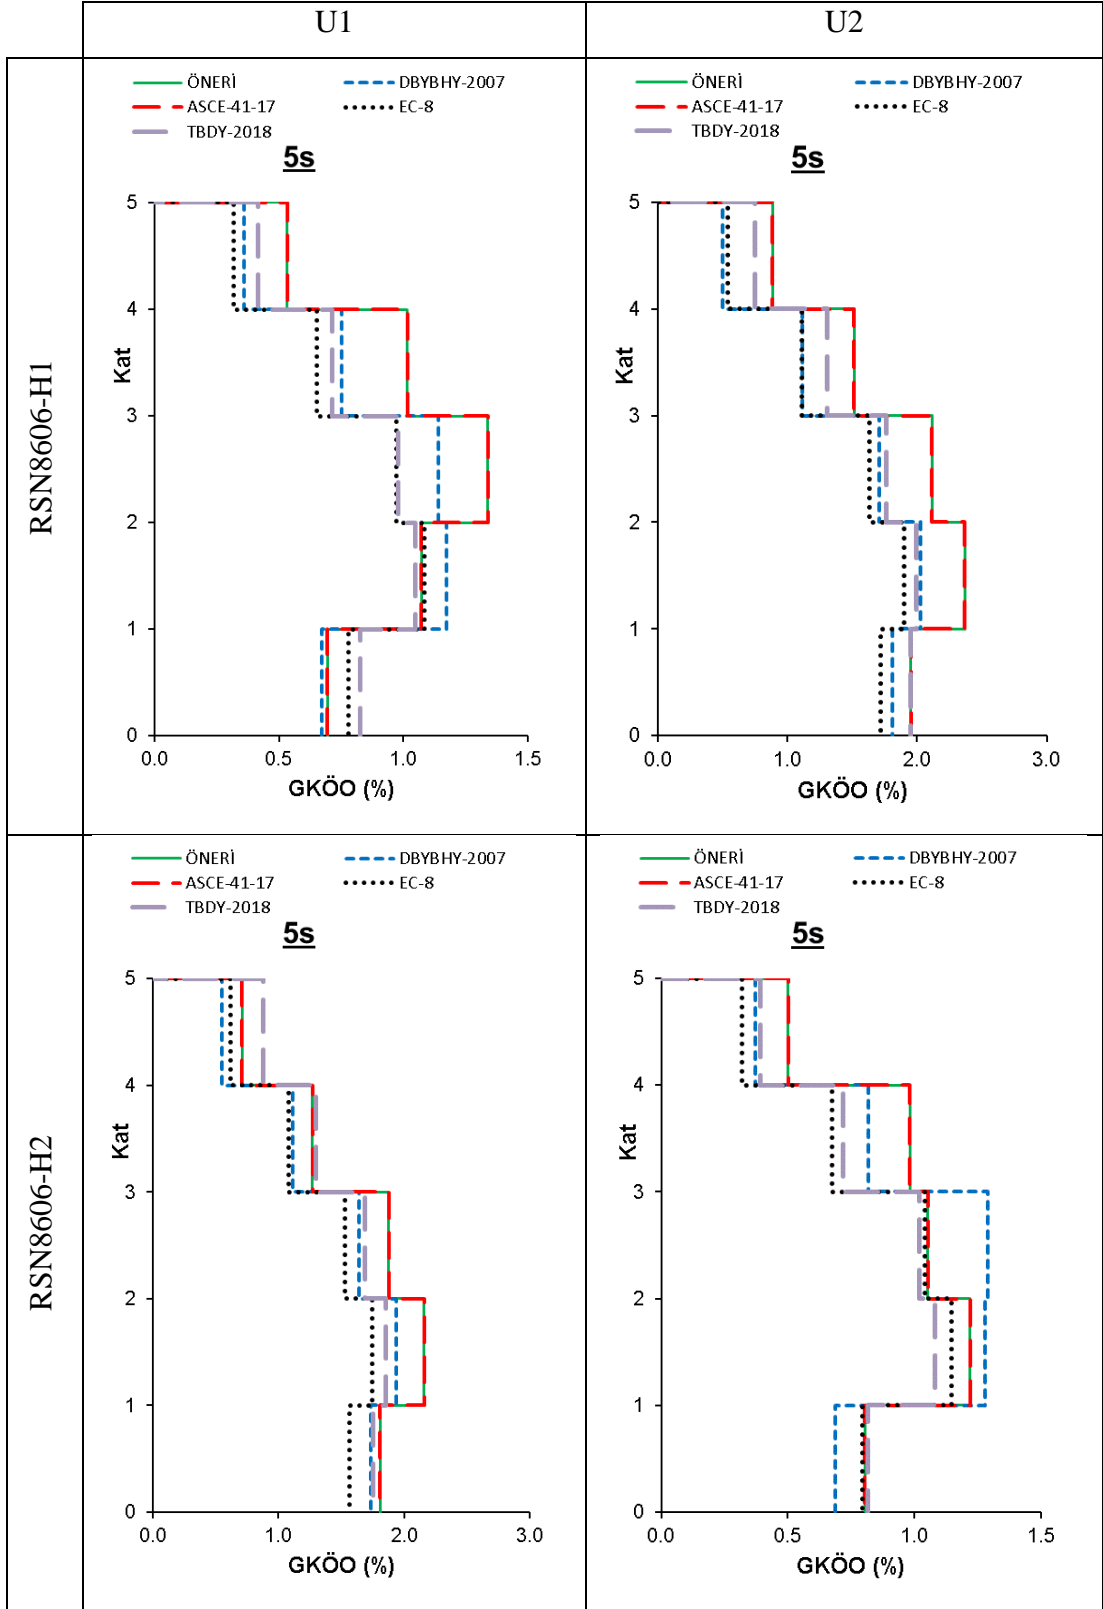 U1 U2
RSN8606-H1
ÖNERİ DBYBHY-2007
ASCE-41-17 EC-8
TBDY-2018
5s
5
4
3
2
1
0
Kat
0.0 0.5 1.0 1.5
GKÖO (%)
ÖNERİ DBYBHY-2007
ASCE-41-17 EC-8
TBDY-2018
5s
5
4
3
2
1
0
Kat
0.0 1.0 2.0 3.0
GKÖO (%)
RSN8606-H2
ÖNERİ DBYBHY-2007
ASCE-41-17 EC-8
TBDY-2018
5s
5
4
3
2
1
0
Kat
0.0 1.0 2.0 3.0
GKÖO (%)
ÖNERİ DBYBHY-2007
ASCE-41-17 EC-8
TBDY-2018
5s
5
4
3
2
1
0
Kat
0.0 0.5 1.0 1.5
GKÖO (%)